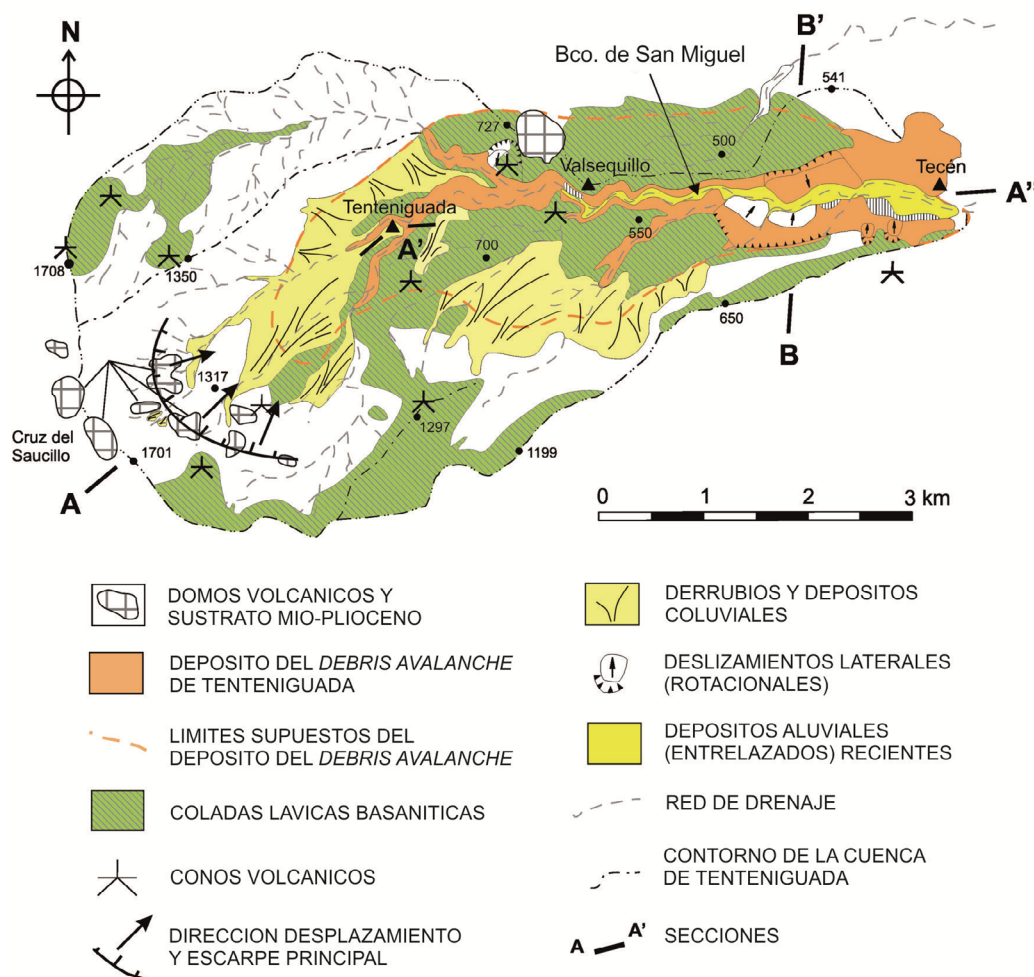 N
B'
Bco. de San Miguel
541
727
500
Valsequillo
Tecén
A''
Tenteniguada
A'
550
700
1708
1350
650
B
1317
1297
Cruz del
Saucillo
1701
1199
A
0 1 2 3 km
DOMOS VOLCANICOS Y
SUSTRATO MIO-PLIOCENO
DEPOSITO DEL DEBRIS AVALANCHE
DE TENTENIGUADA
LIMITES SUPUESTOS DEL
DEPOSITO DEL DEBRIS AVALANCHE
COLADAS LAVICAS BASANITICAS
CONOS VOLCANICOS
DIRECCION DESPLAZAMIENTO
Y ESCARPE PRINCIPAL
DERRUBIOS Y DEPOSITOS
COLUVIALES
DESLIZAMIENTOS LATERALES
(ROTACIONALES)
DEPOSITOS ALUVIALES
(ENTRELAZADOS) RECIENTES
RED DE DRENAJE
CONTORNO DE LA CUENCA
DE TENTENIGUADA
A A' SECCIONES